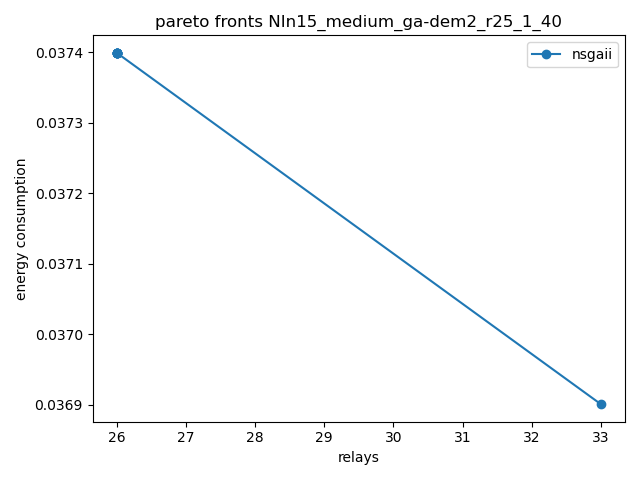 pareto fronts NIn15_medium_ga-dem2_r25_1_40
nsgaii
0.0374
0.0373
0.0372
0.0371
0.0370
0.0369
energy consumption
26 27 28 29 30 31 32 33
relays